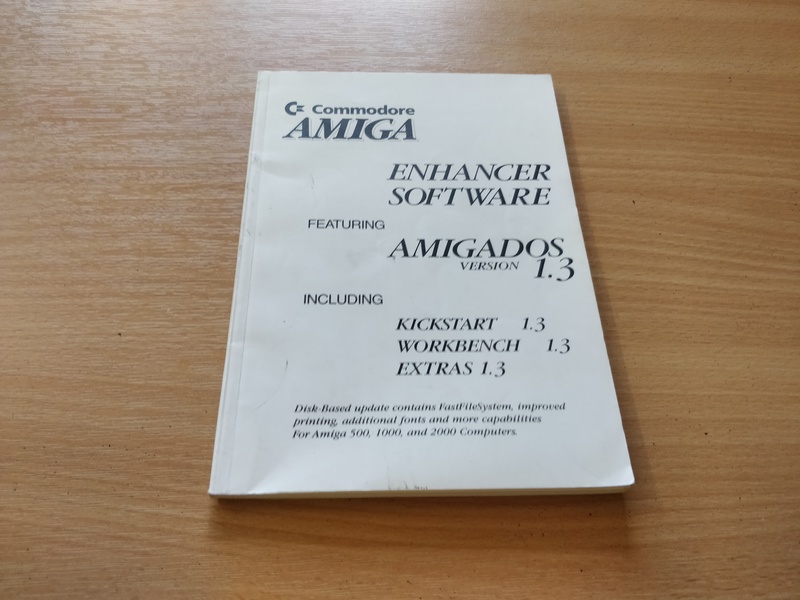 Commodore
AMIGA
ENHANCER
SOFTWARE
FEATURING
AMIGADOS
VERSION 1.3
INCLUDING
KICKSTART 1.3
WORKBENCH 1.3
EXTRAS 1.3
Disk-Based update contains FastFileSystem, improved
printing, additional fonts and more capabilities
For Amiga 500, 1000, and 2000 Computers.